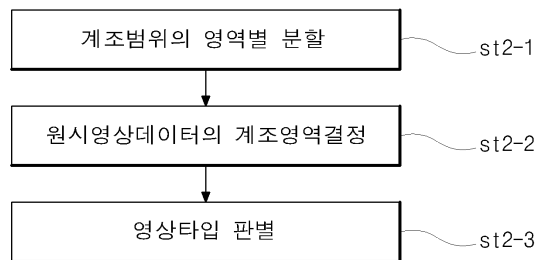 계조범위의 영역별 분할
st2-1
원시영상데이터의 계조영역결정
st2-2
영상타입 판별
st2-3